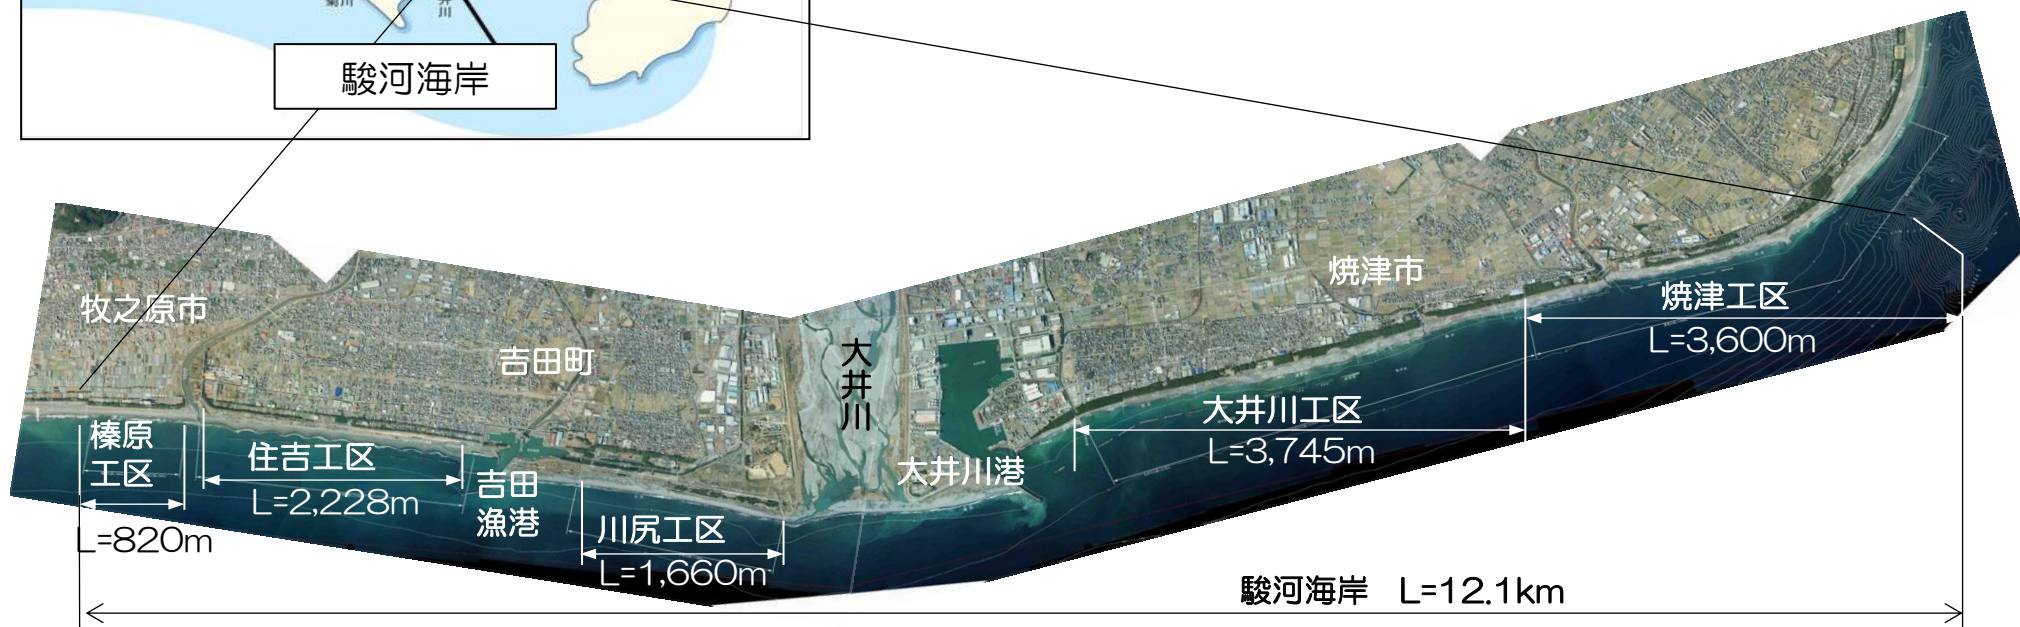 菊川
井川
駿河海岸
牧之原市
吉田町
大井川
焼津市
焼津工区
L=3,600m
大井川工区
L=3,745m
大井川港
榛原
工区
L=820m
住吉工区
L=2,228m
吉田
漁港
川尻工区
L=1,660m
駿河海岸 L=12.1km